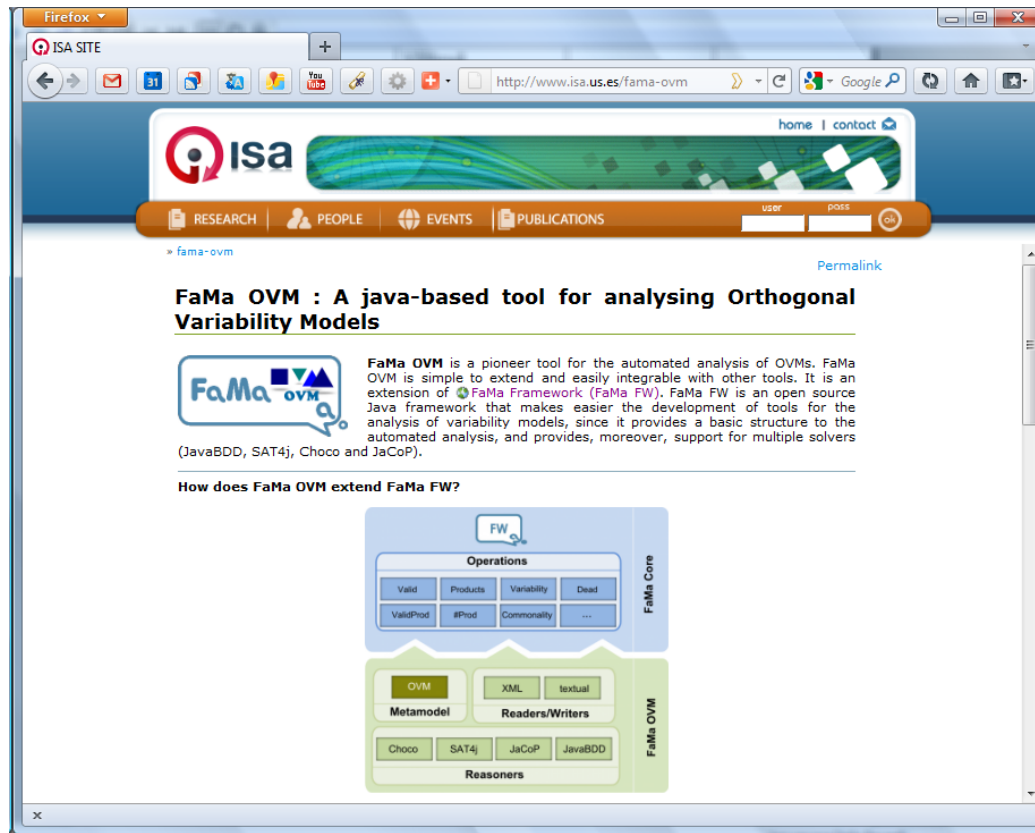 Firefox
ISA SITE
31
You
Tube
http://www.isa.us.es/fama-ovm
Google
home | contact
isa
RESEARCH
PEOPLE
EVENTS
PUBLICATIONS
user
pass
ok
» fama-ovm
Permalink
FaMa OVM : A java-based tool for analysing Orthogonal
Variability Models
FaMa OVM
FaMa OVM is a pioneer tool for the automated analysis of OVMs. FaMa
OVM is simple to extend and easily integrable with other tools. It is an
extension of FaMa Framework (FaMa FW). FaMa FW is an open source
Java framework that makes easier the development of tools for the
analysis of variability models, since it provides a basic structure to the
automated analysis, and provides, moreover, support for multiple solvers
(JavaBDD, SAT4j, Choco and JaCoP).
How does FaMa OVM extend FaMa FW?
FW
Operations
Valid Products Variability Dead
ValidProd #Prod Commonality ...
FaMa Core
OVM
Metamodel
XML textual
Readers/Writers
Choco SAT4j JaCoP JavaBDD
Reasoners
FaMa OVM
x